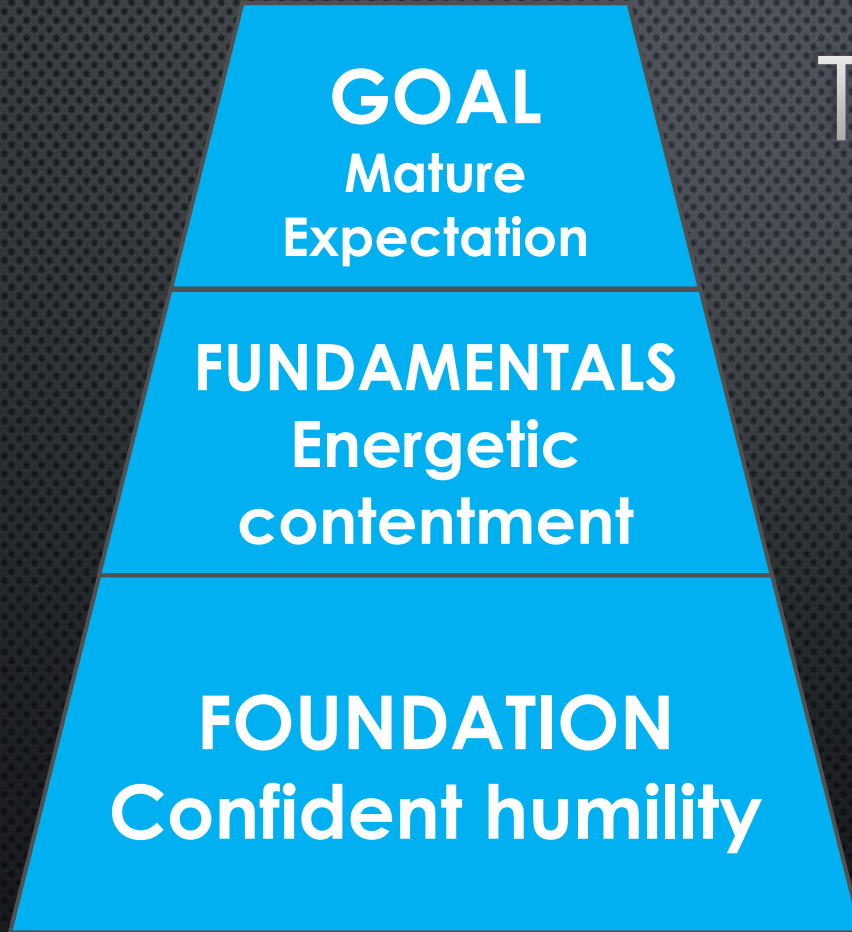 GOAL
Mature
Expectation
FUNDAMENTALS
Energetic
contentment
FOUNDATION
Confident humility